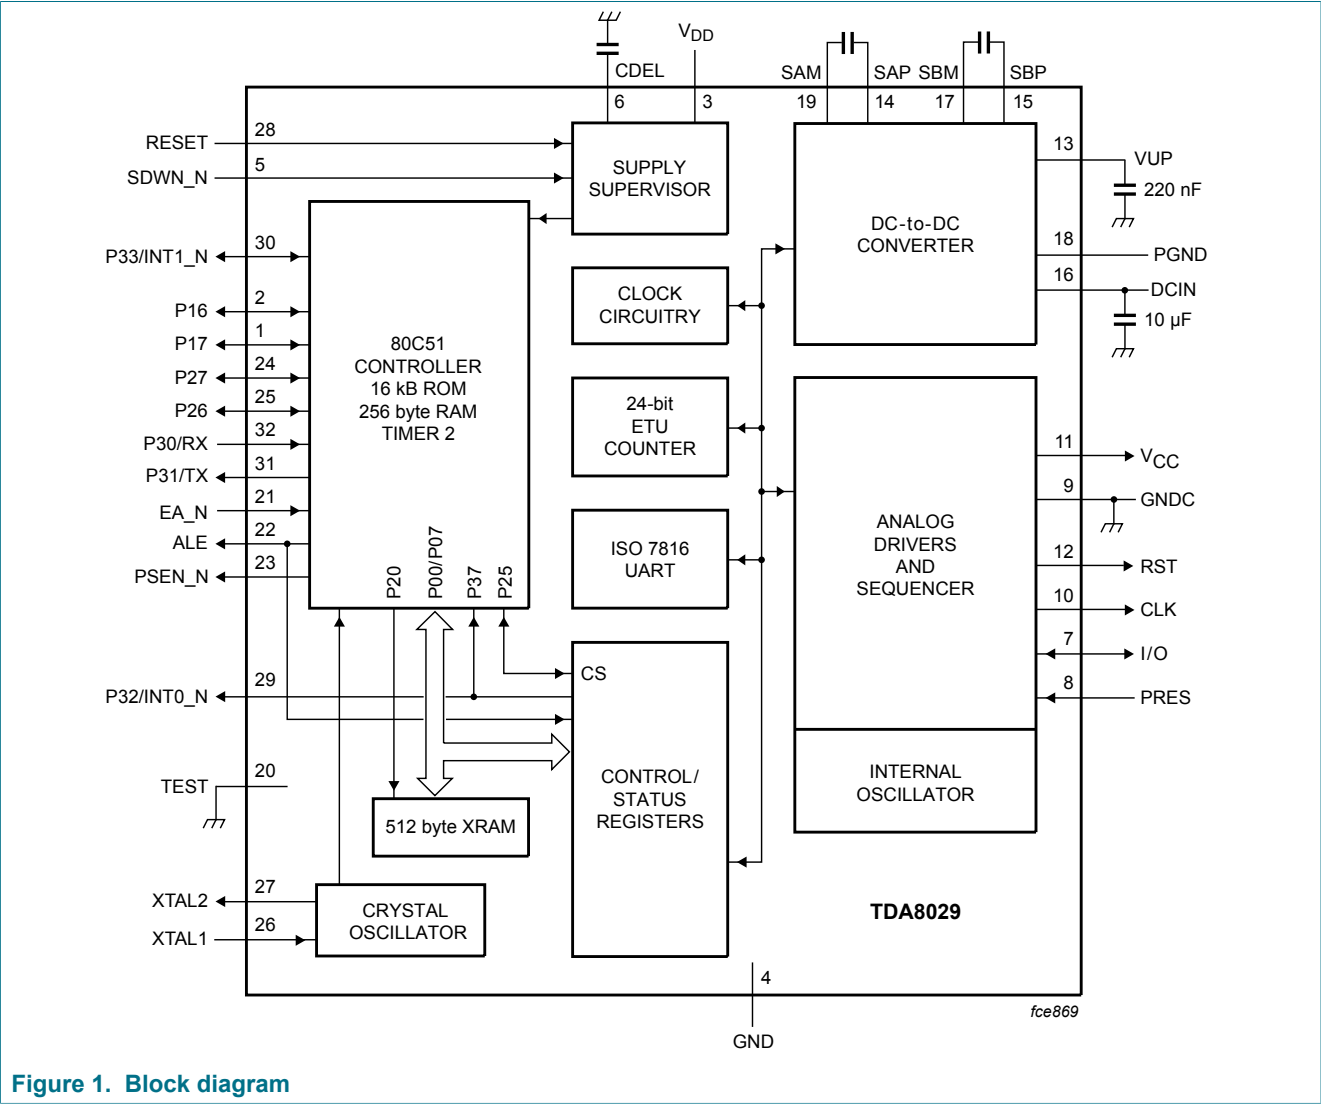 VDD
CDEL
SAM
SAP
SBM
SBP
6
3
19
14
17
15
RESET
28
SDWN_N
5
SUPPLY
SUPERVISOR
13
VUP
220 nF
DC-to-DC
CONVERTER
18
PGND
16
DCIN
10 µF
P33/INT1_N
30
P16
2
P17
1
P27
24
P26
25
P30/RX
32
P31/TX
31
EA_N
21
ALE
22
PSEN_N
23
80C51
CONTROLLER
16 kB ROM
256 byte RAM
TIMER 2
P20
P00/P07
P37
P25
CLOCK
CIRCUITRY
24-bit
ETU
COUNTER
ISO 7816
UART
ANALOG
DRIVERS
AND
SEQUENCER
11
VCC
9
GNDC
12
RST
10
CLK
7
I/O
8
PRES
CS
P32/INT0_N
29
TEST
20
512 byte XRAM
CONTROL/
STATUS
REGISTERS
INTERNAL
OSCILLATOR
XTAL2
27
XTAL1
26
CRYSTAL
OSCILLATOR
TDA8029
4
GND
fce869
Figure 1. Block diagram